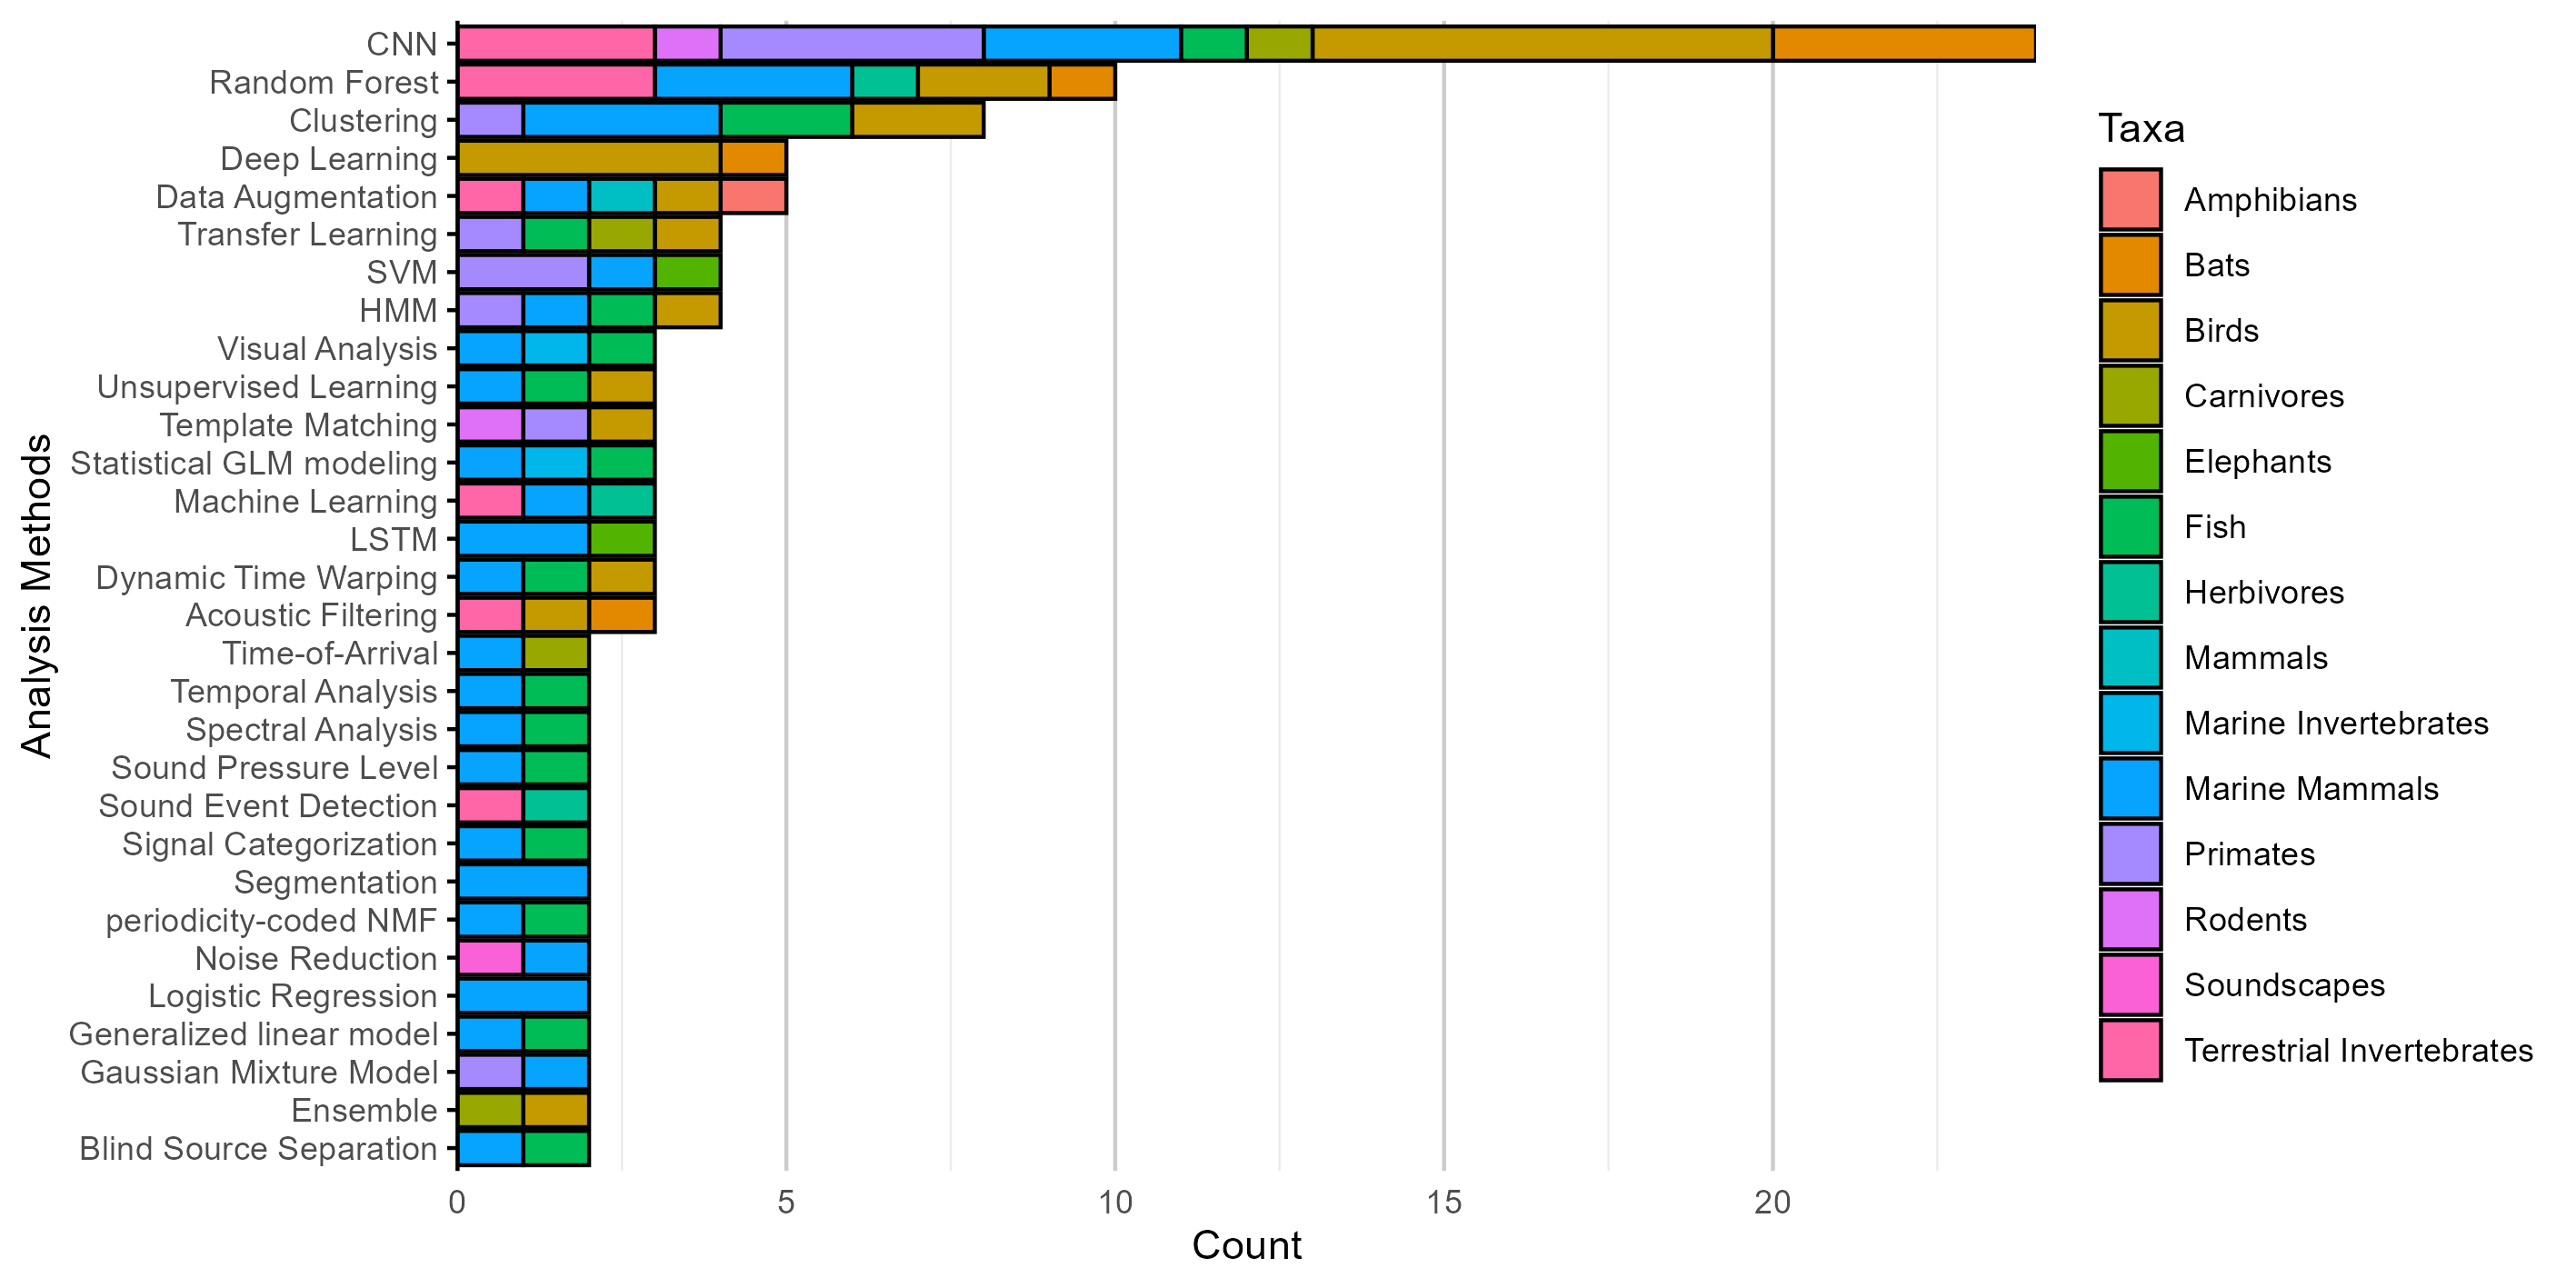 CNN
Random Forest
Clustering
Deep Learning
Data Augmentation
Transfer Learning
SVM
HMM
Visual Analysis
Unsupervised Learning
Template Matching
Statistical GLM modeling
Machine Learning
LSTM
Dynamic Time Warping
Acoustic Filtering
Time-of-Arrival
Temporal Analysis
Spectral Analysis
Sound Pressure Level
Sound Event Detection
Signal Categorization
Segmentation
periodicity-coded NMF
Noise Reduction
Logistic Regression
Generalized linear model
Gaussian Mixture Model
Ensemble
Blind Source Separation
Analysis Methods
0 5 10 15 20
Count
Taxa
Amphibians
Bats
Birds
Carnivores
Elephants
Fish
Herbivores
Mammals
Marine Invertebrates
Marine Mammals
Primates
Rodents
Soundscapes
Terrestrial Invertebrates